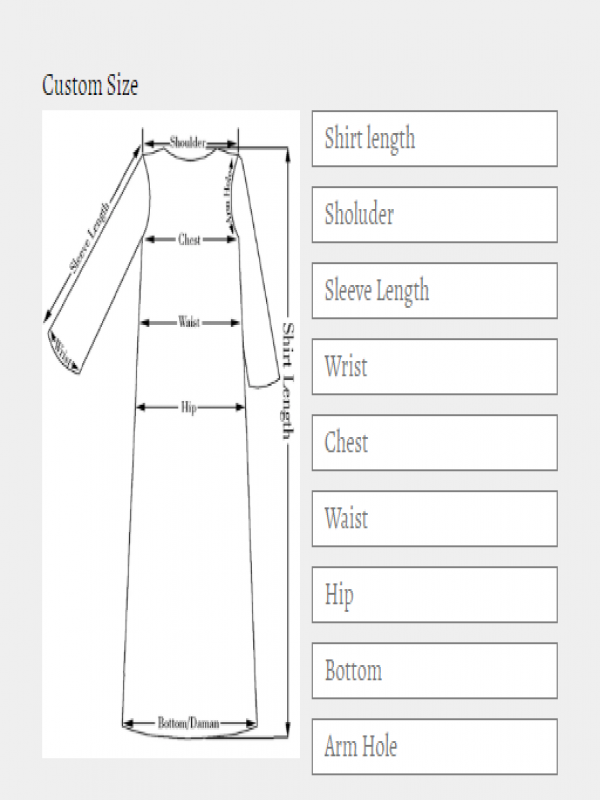 Custom Size
Shoulder
Arm Hole
Sleeve Length
Chest
Waist
Wrist
Shirt Length
Hip
Bottom/Daman
Shirt length
Sholuder
Sleeve Length
Wrist
Chest
Waist
Hip
Bottom
Arm Hole